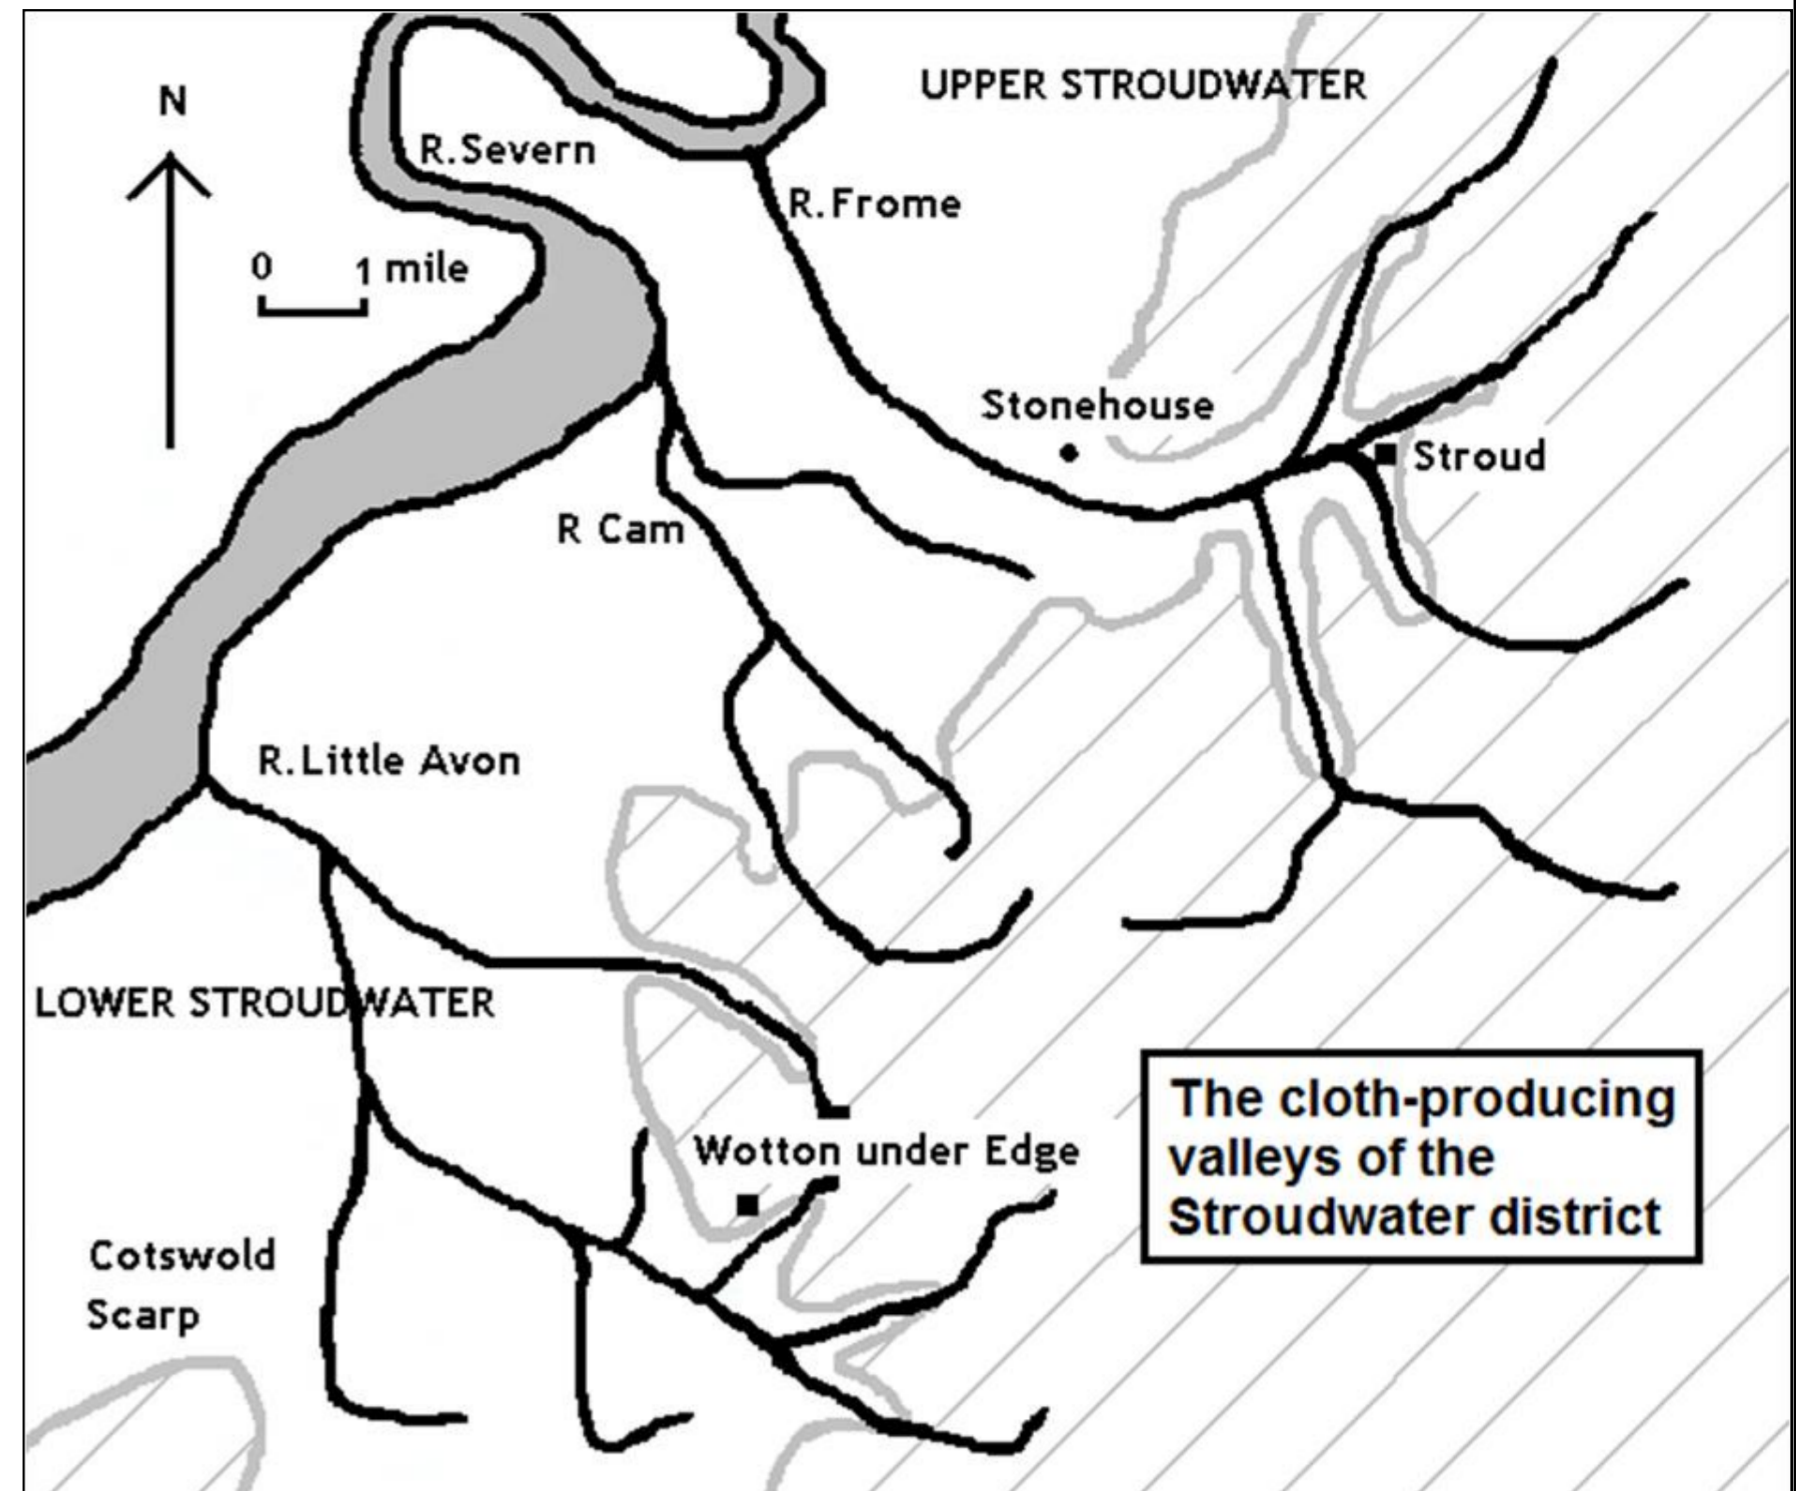 UPPER STROUDWATER
N
R.Severn
R.Frome
0 1 mile
Stonehouse
Stroud
R Cam
R.Little Avon
LOWER STROUDWATER
The cloth-producing
valleys of the
Stroudwater district
Wotton under Edge
Cotswold
Scarp